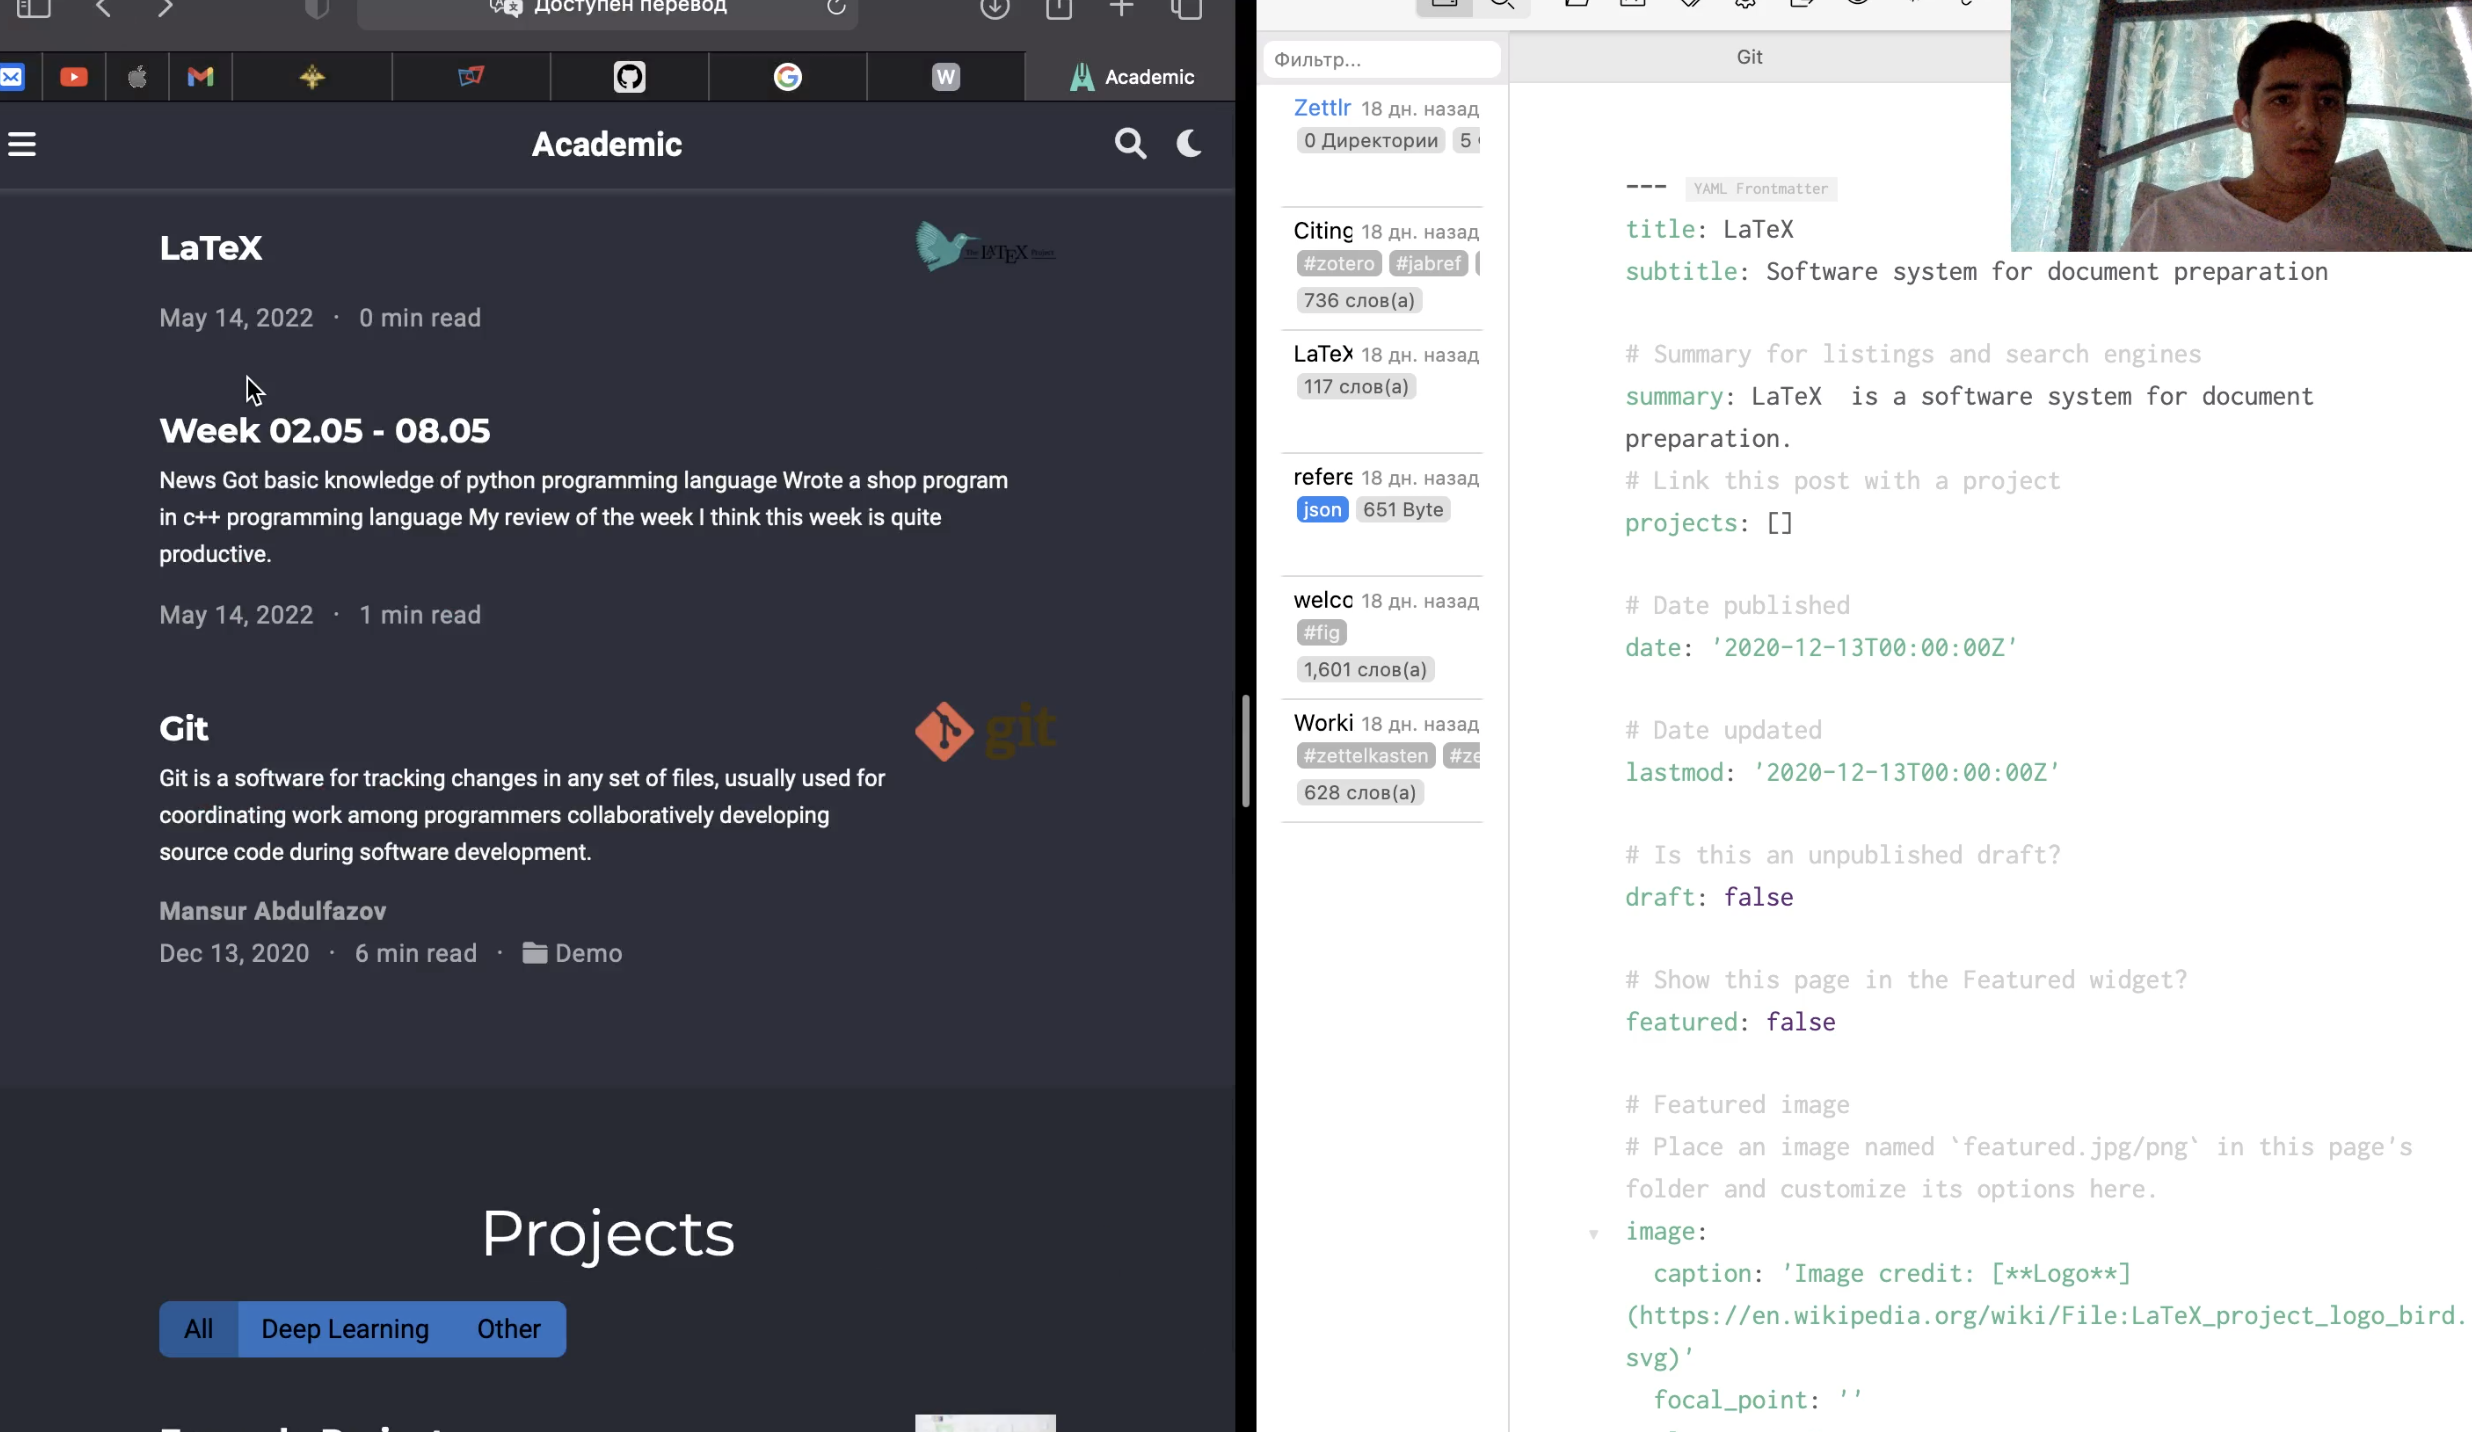 Доступен перевод
W
Academic
Academic
LaTeX
The LATEX Project
May 14, 2022 · 0 min read
Week 02.05 - 08.05
News Got basic knowledge of python programming language Wrote a shop program
in c++ programming language My review of the week I think this week is quite
productive.
May 14, 2022 · 1 min read
Git
git
Git is a software for tracking changes in any set of files, usually used for
coordinating work among programmers collaboratively developing
source code during software development.
Mansur Abdulfazov
Dec 13, 2020 · 6 min read · Demo
Projects
All Deep Learning Other
Фильтр...
Zettlr 18 дн. назад
0 Директории 5
Citing 18 дн. назад
#zotero #jabref
736 слов(а)
LaTeX 18 дн. назад
117 слов(а)
refere 18 дн. назад
json 651 Byte
welco 18 дн. назад
#fig
1,601 слов(а)
Worki 18 дн. назад
#zettelkasten #ze
628 слов(а)
Git
--- YAML Frontmatter
title: LaTeX
subtitle: Software system for document preparation
# Summary for listings and search engines
summary: LaTeX  is a software system for document
preparation.
# Link this post with a project
projects: []
# Date published
date: '2020-12-13T00:00:00Z'
# Date updated
lastmod: '2020-12-13T00:00:00Z'
# Is this an unpublished draft?
draft: false
# Show this page in the Featured widget?
featured: false
# Featured image
# Place an image named `featured.jpg/png` in this page's
folder and customize its options here.
image:
caption: 'Image credit: [**Logo**]
(https://en.wikipedia.org/wiki/File:LaTeX_project_logo_bird.
svg)'
focal_point: ''